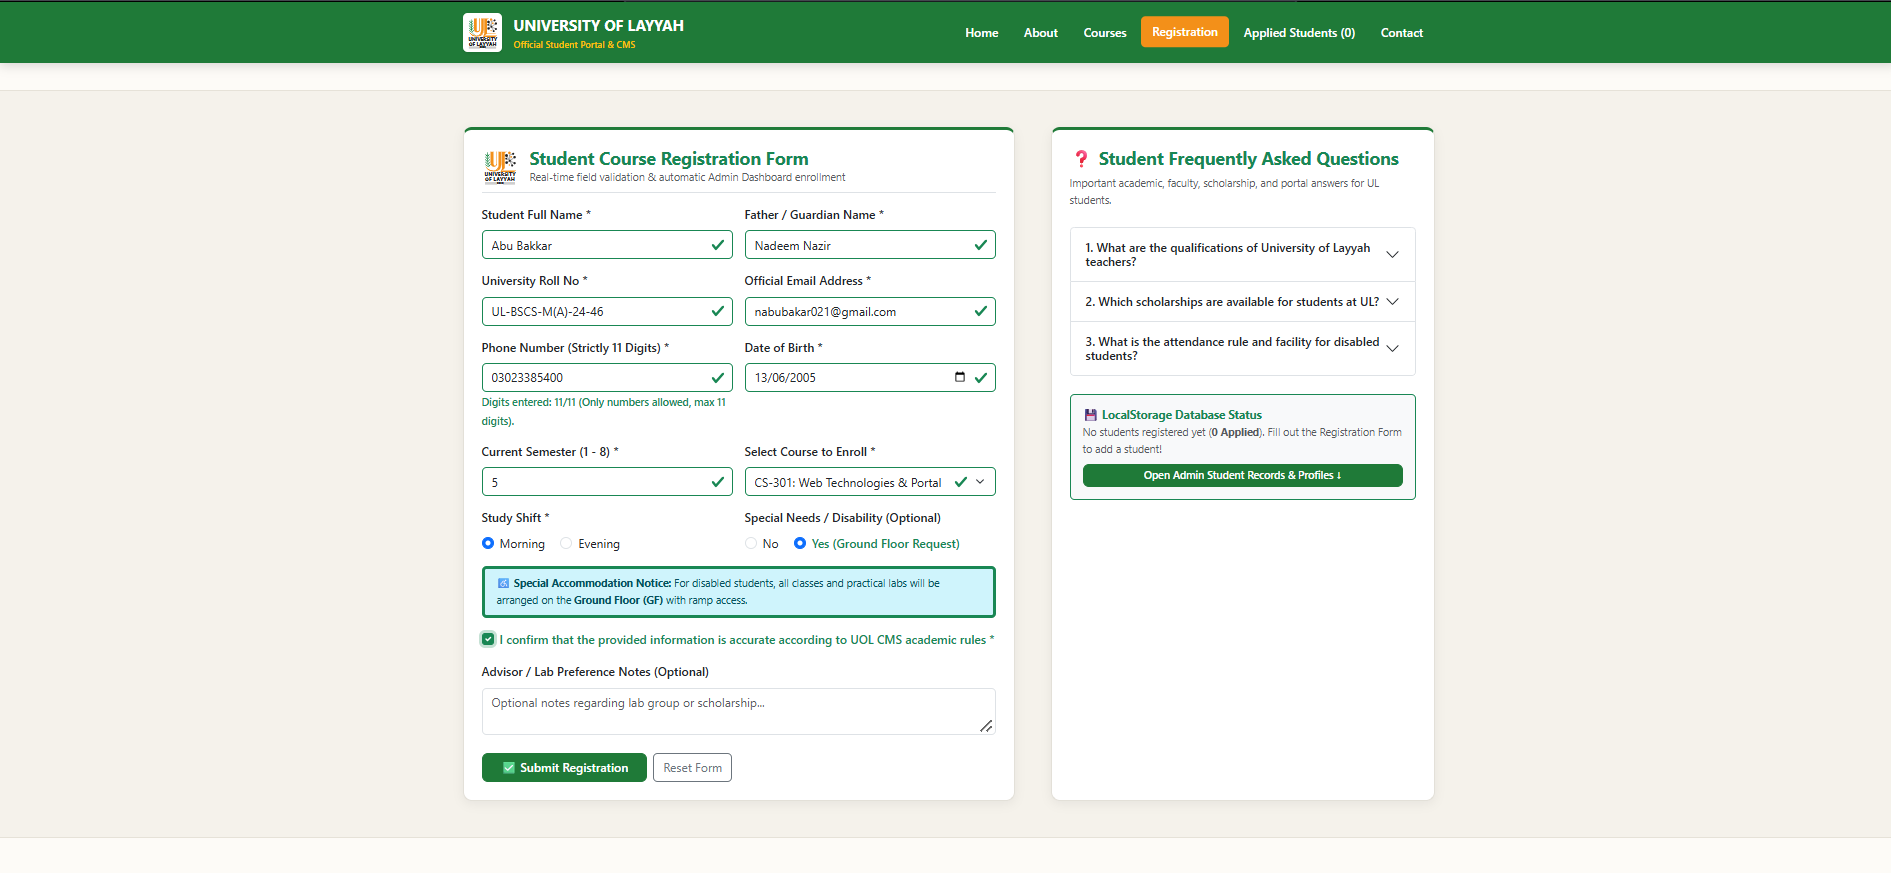 UNIVERSITY OF LAYYAH
Official Student Portal & CMS
Home
About
Courses
Registration
Applied Students (0)
Contact
Student Course Registration Form
Real-time field validation & automatic Admin Dashboard enrollment
Student Full Name *
Father / Guardian Name *
Abu Bakkar
Nadeem Nazir
University Roll No *
Official Email Address *
UL-BSCS-M(A)-24-46
nabubakar021@gmail.com
Phone Number (Strictly 11 Digits) *
Date of Birth *
03023385400
13/06/2005
Digits entered: 11/11 (Only numbers allowed, max 11
digits).
Current Semester (1 - 8) *
Select Course to Enroll *
5
CS-301: Web Technologies & Portal
Study Shift *
Special Needs / Disability (Optional)
Morning
Evening
No
Yes (Ground Floor Request)
Special Accommodation Notice: For disabled students, all classes and practical labs will be
arranged on the Ground Floor (GF) with ramp access.
I confirm that the provided information is accurate according to UOL CMS academic rules *
Advisor / Lab Preference Notes (Optional)
Optional notes regarding lab group or scholarship...
Submit Registration
Reset Form
Student Frequently Asked Questions
Important academic, faculty, scholarship, and portal answers for UL
students.
1. What are the qualifications of University of Layyah
teachers?
2. Which scholarships are available for students at UL?
3. What is the attendance rule and facility for disabled
students?
LocalStorage Database Status
No students registered yet (0 Applied). Fill out the Registration Form
to add a student!
Open Admin Student Records & Profiles ↓